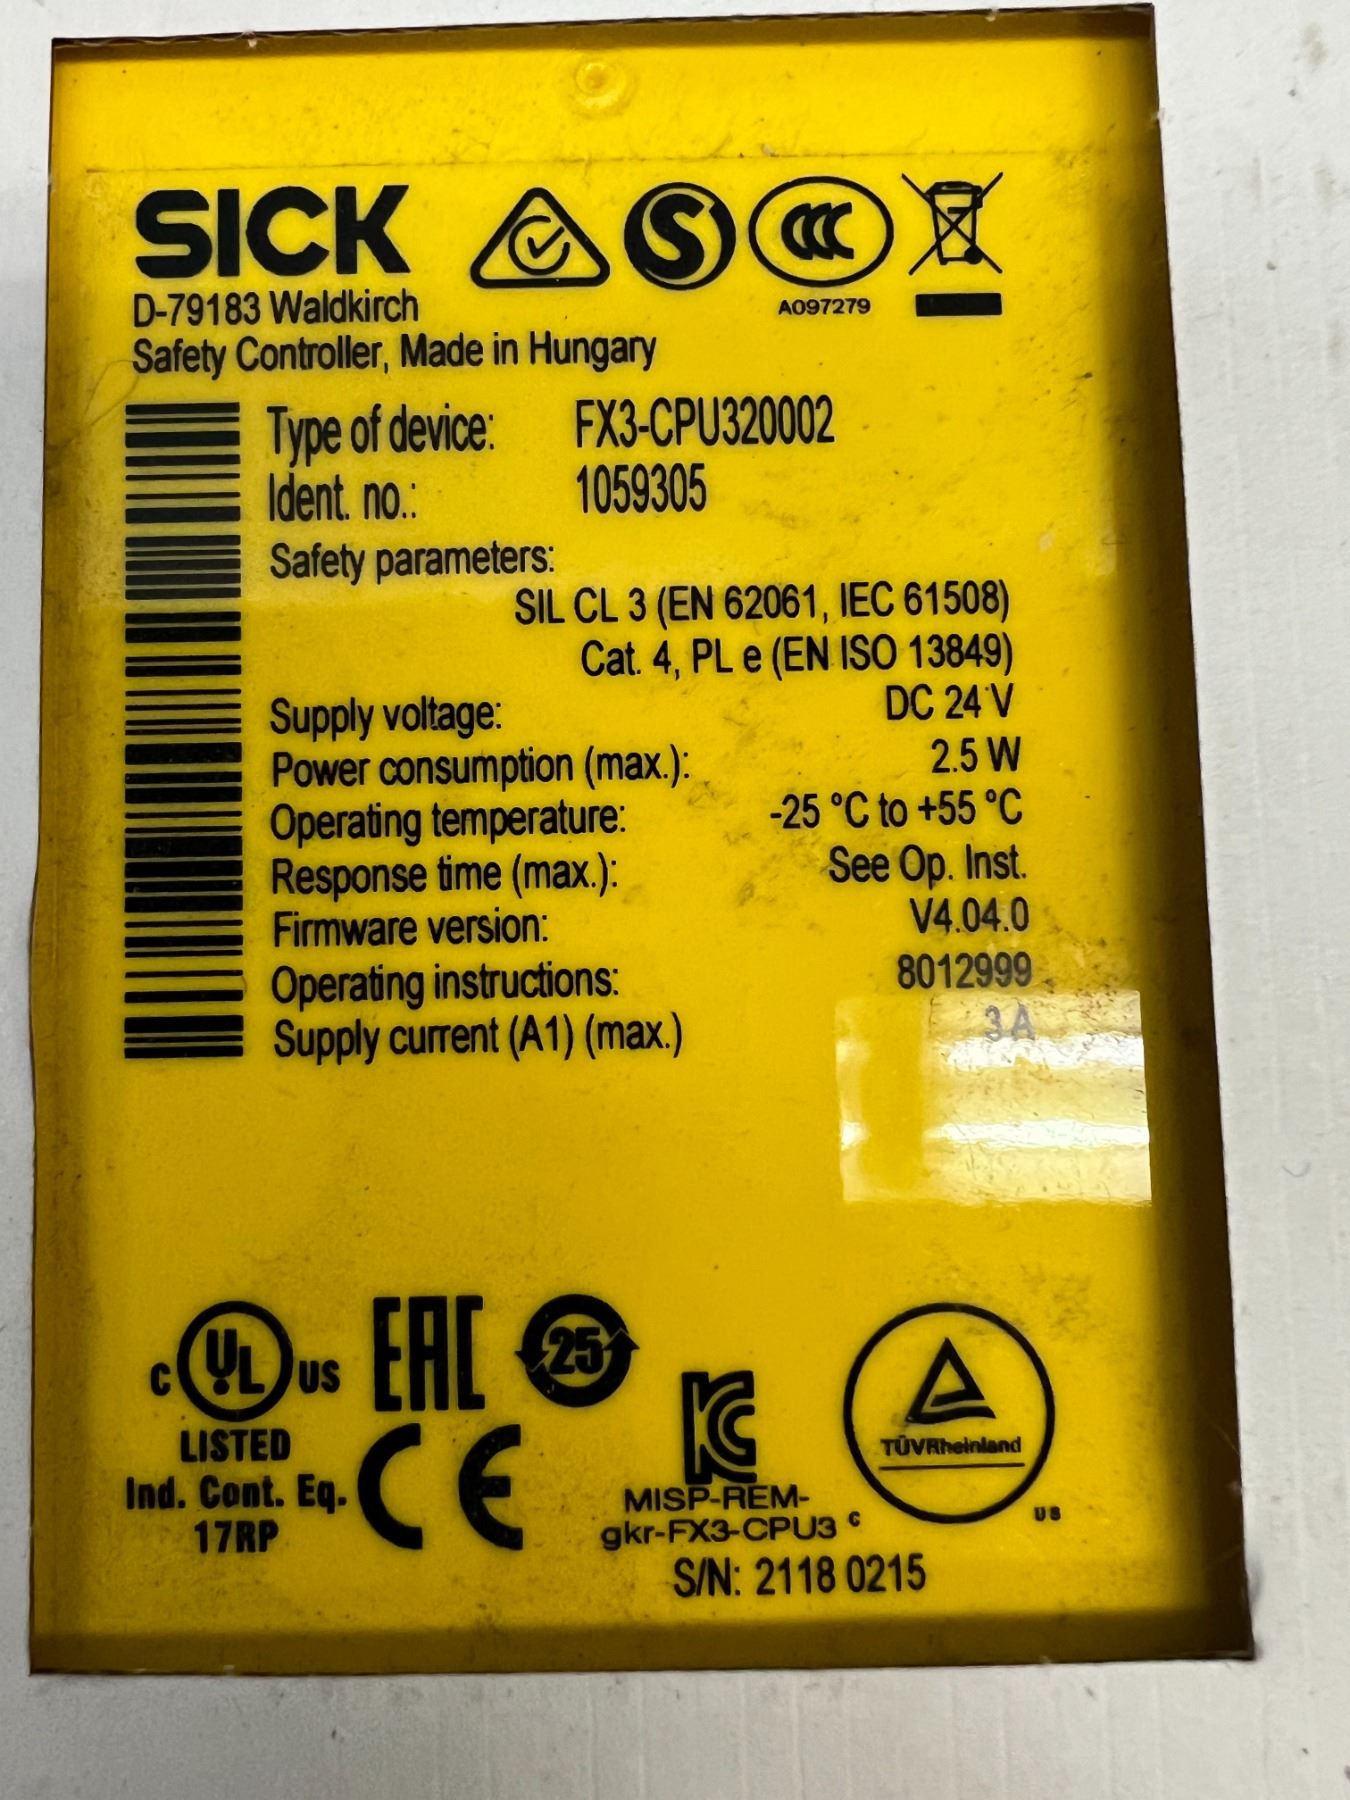 SICK
A097279
D-79183 Waldkirch
Safety Controller, Made in Hungary
Type of device: FX3-CPU320002
Ident. no.: 1059305
Safety parameters:
SIL CL 3 (EN 62061, IEC 61508)
Cat. 4, PL e (EN ISO 13849)
Supply voltage: DC 24 V
Power consumption (max.): 2.5 W
Operating temperature: -25 °C to +55 °C
Response time (max.): See Op. Inst.
Firmware version: V4.04.0
Operating instructions: 8012999
Supply current (A1) (max.) 3 A
C UL US
LISTED
Ind. Cont. Eq.
17RP
EAC
25
CE
MISP-REM-
gkr-FX3-CPU3
TÜVRheinland
C US
S/N: 2118 0215